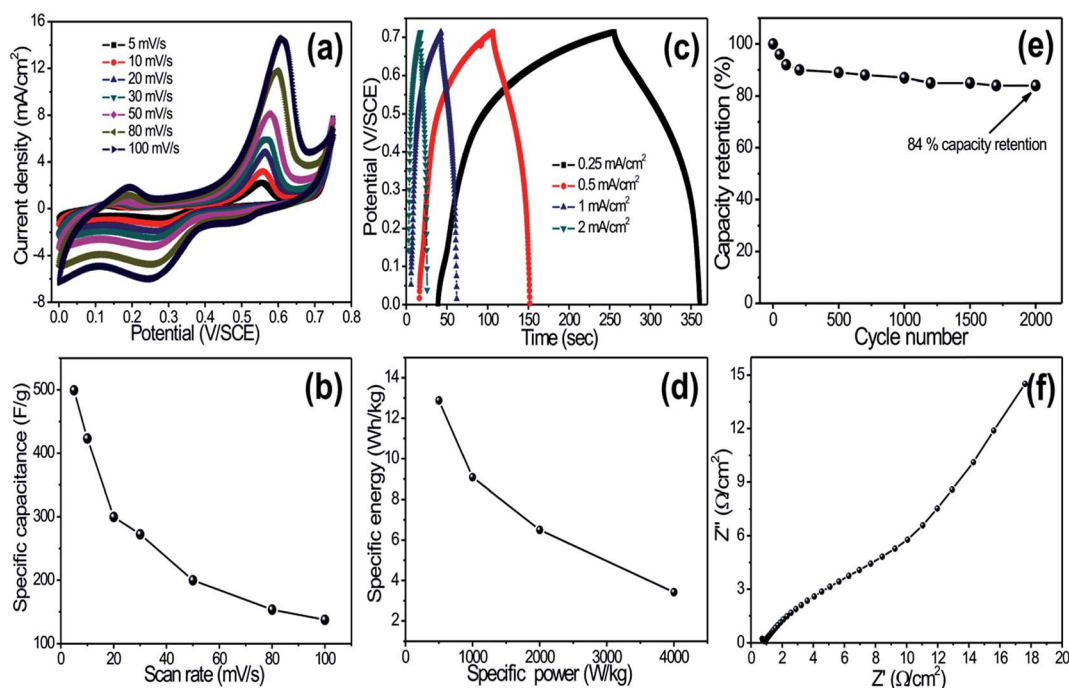 (a)
5 mV/s
10 mV/s
20 mV/s
30 mV/s
50 mV/s
80 mV/s
100 mV/s
16
12
8
4
0
-4
-8
Current density (mA/cm²)
0.0 0.1 0.2 0.3 0.4 0.5 0.6 0.7 0.8
Potential (V/SCE)
(c)
0.25 mA/cm²
0.5 mA/cm²
1 mA/cm²
2 mA/cm²
0.7
0.6
0.5
0.4
0.3
0.2
0.1
0.0
Potential (V/SCE)
0 50 100 150 200 250 300 350
Time (sec)
(e)
84 % capacity retention
100
80
60
40
20
0
Capacity retention (%)
0 500 1000 1500 2000
Cycle number
(b)
500
400
300
200
100
Specific capacitance (F/g)
0 20 40 60 80 100
Scan rate (mV/s)
(d)
14
12
10
8
6
4
2
Specific energy (Wh/kg)
0 1000 2000 3000 4000
Specific power (W/kg)
(f)
15
12
9
6
3
0
Z'' (Ω/cm²)
0 2 4 6 8 10 12 14 16 18 20
Z' (Ω/cm²)